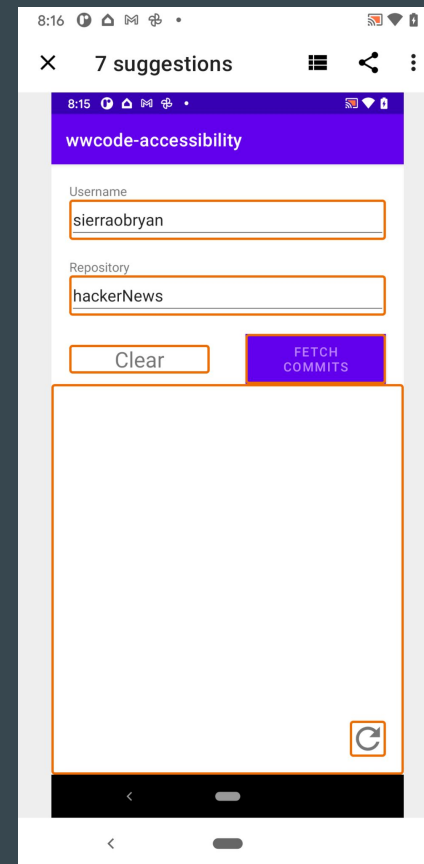 8:16
7 suggestions
8:15
wwcode-accessibility
Username
sierraobryan
Repository
hackerNews
Clear
FETCH
COMMITS